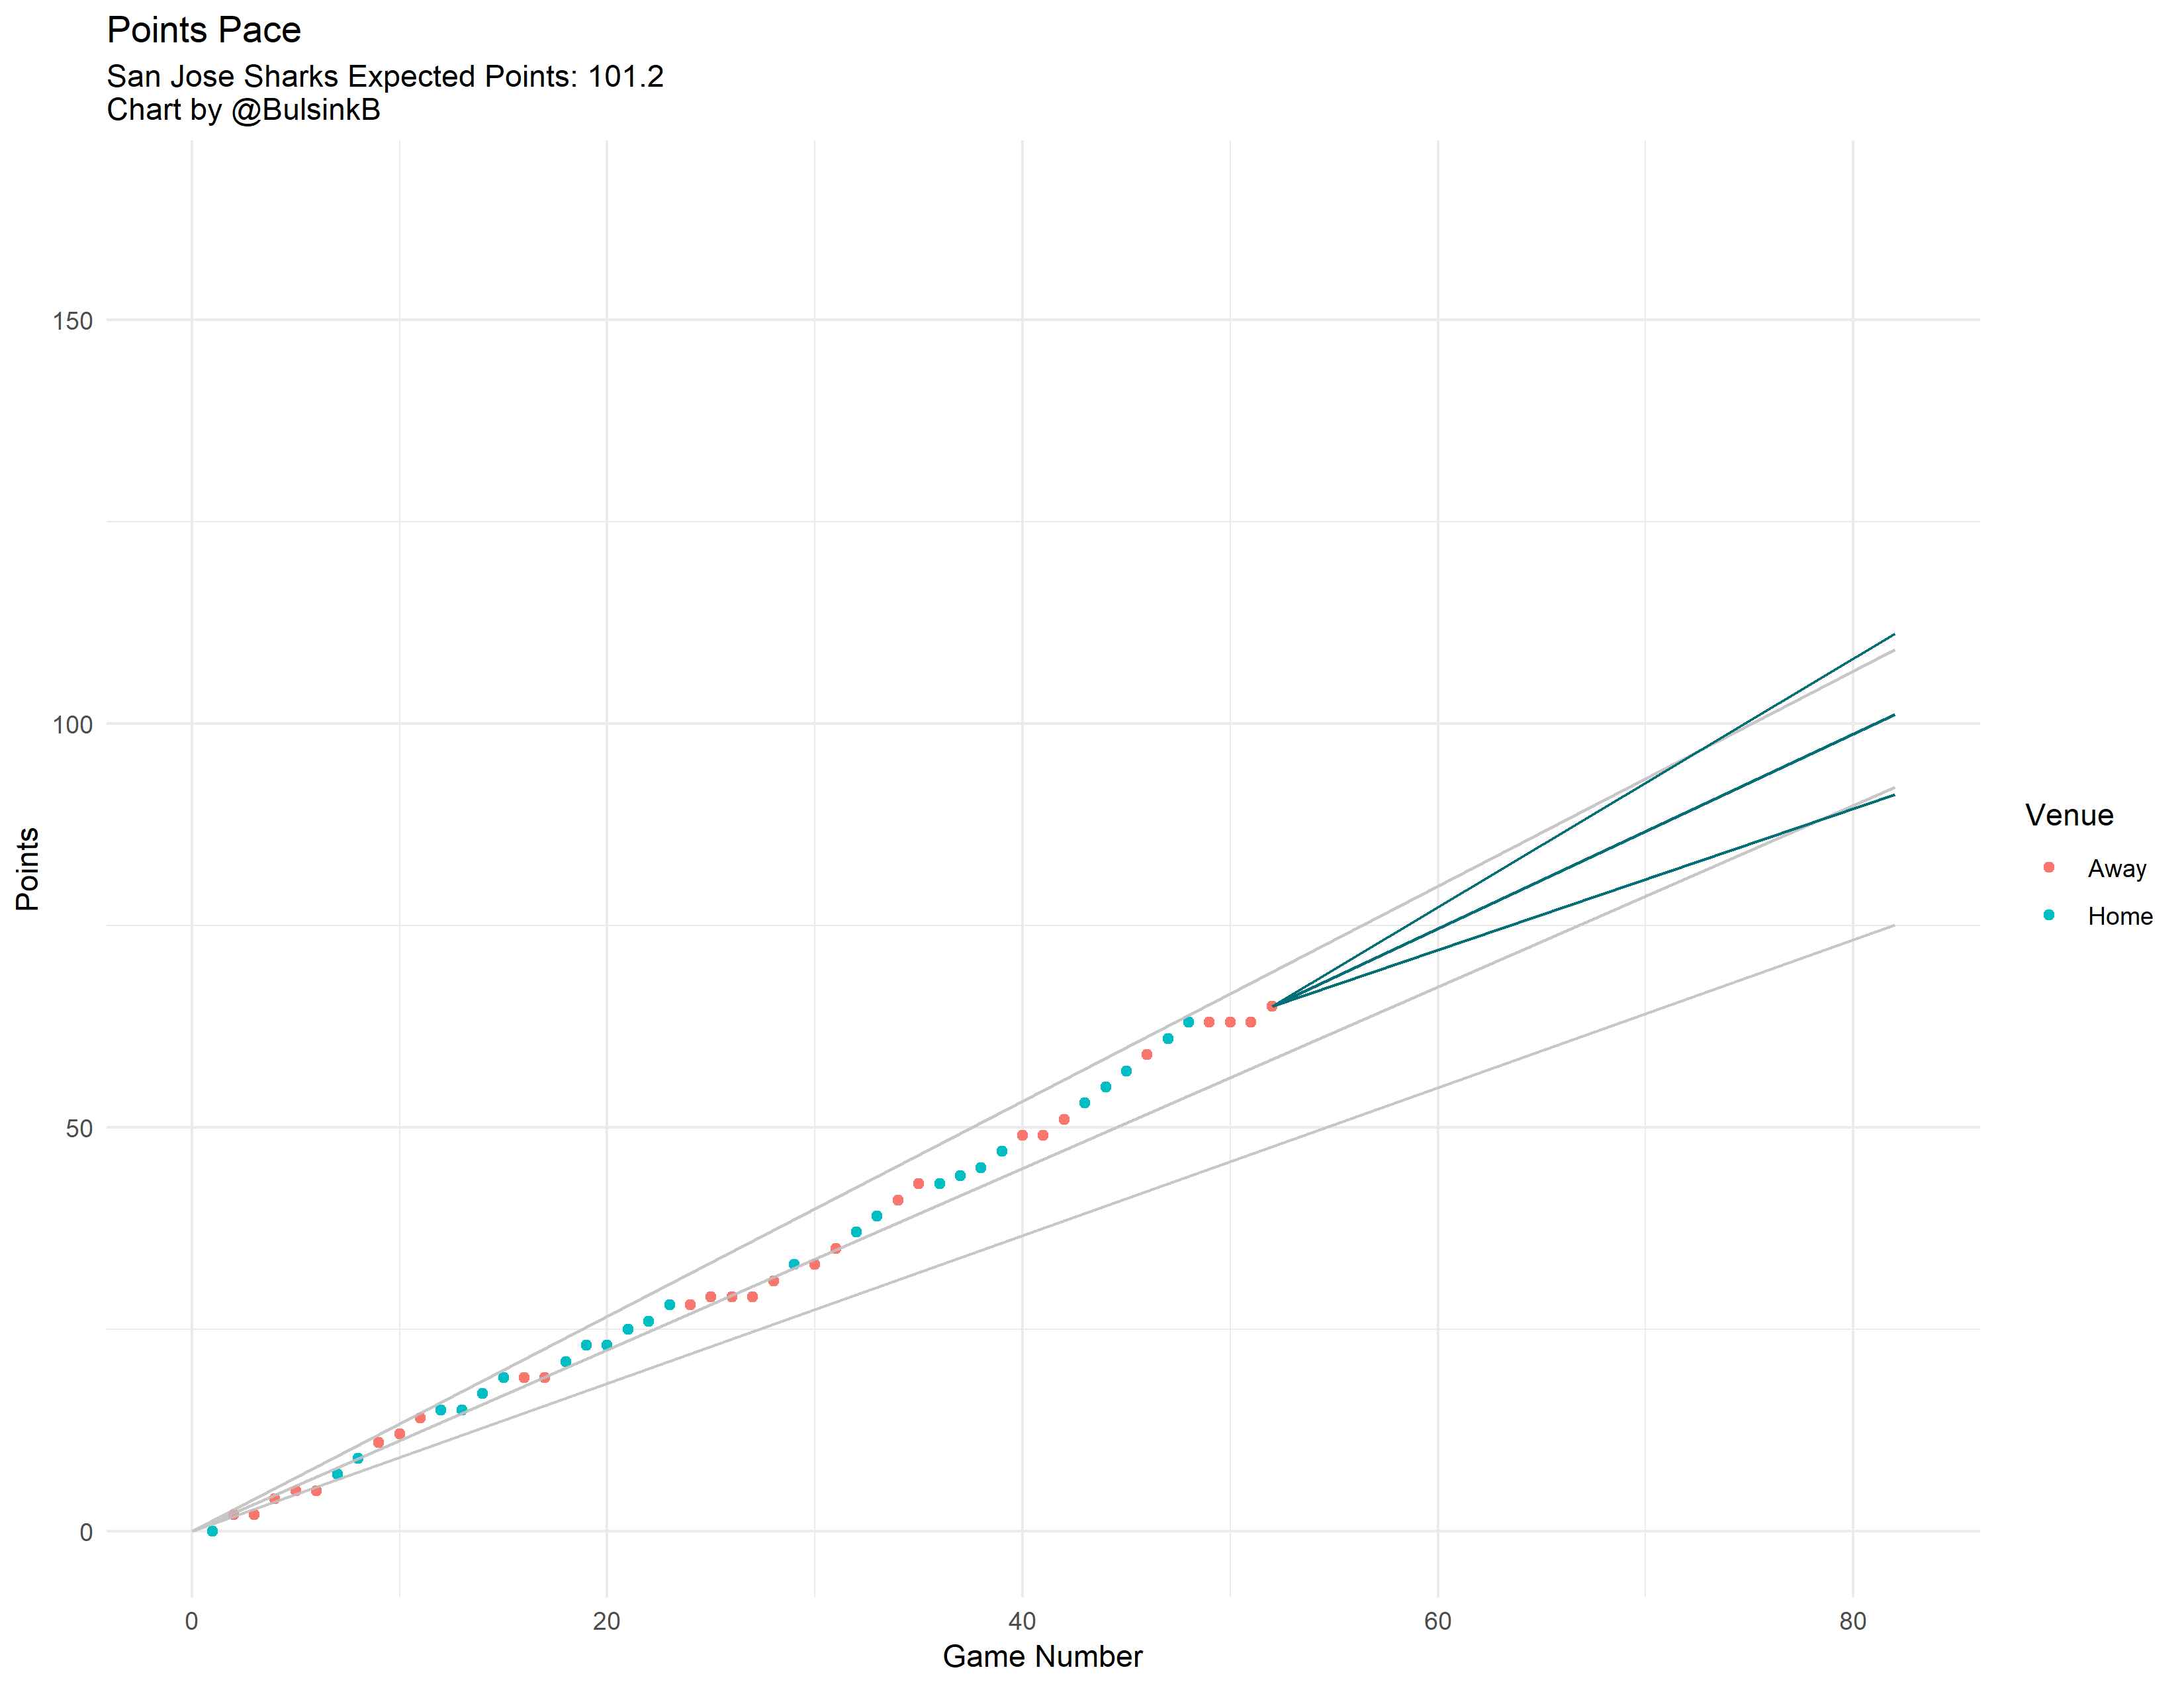 Points Pace
San Jose Sharks Expected Points: 101.2
Chart by @BulsinkB
150
100
50
0
Points
0 20 40 60 80
Game Number
Venue
Away
Home